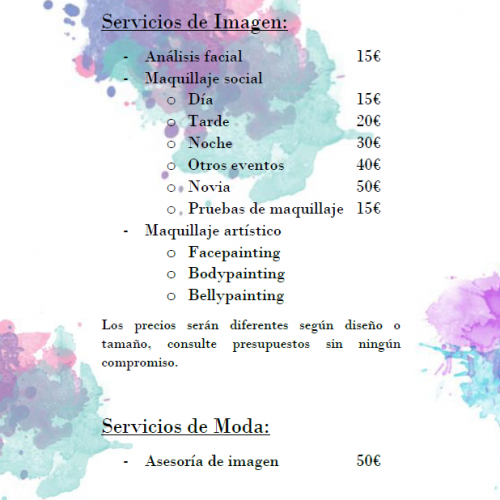 Servicios de Imagen:
- Análisis facial 15€
- Maquillaje social
o Día 15€
o Tarde 20€
o Noche 30€
o Otros eventos 40€
o Novia 50€
o Pruebas de maquillaje 15€
- Maquillaje artístico
o Facepainting
o Bodypainting
o Bellypainting
Los precios serán diferentes según diseño o
tamaño, consulte presupuestos sin ningún
compromiso.
Servicios de Moda:
- Asesoría de imagen 50€